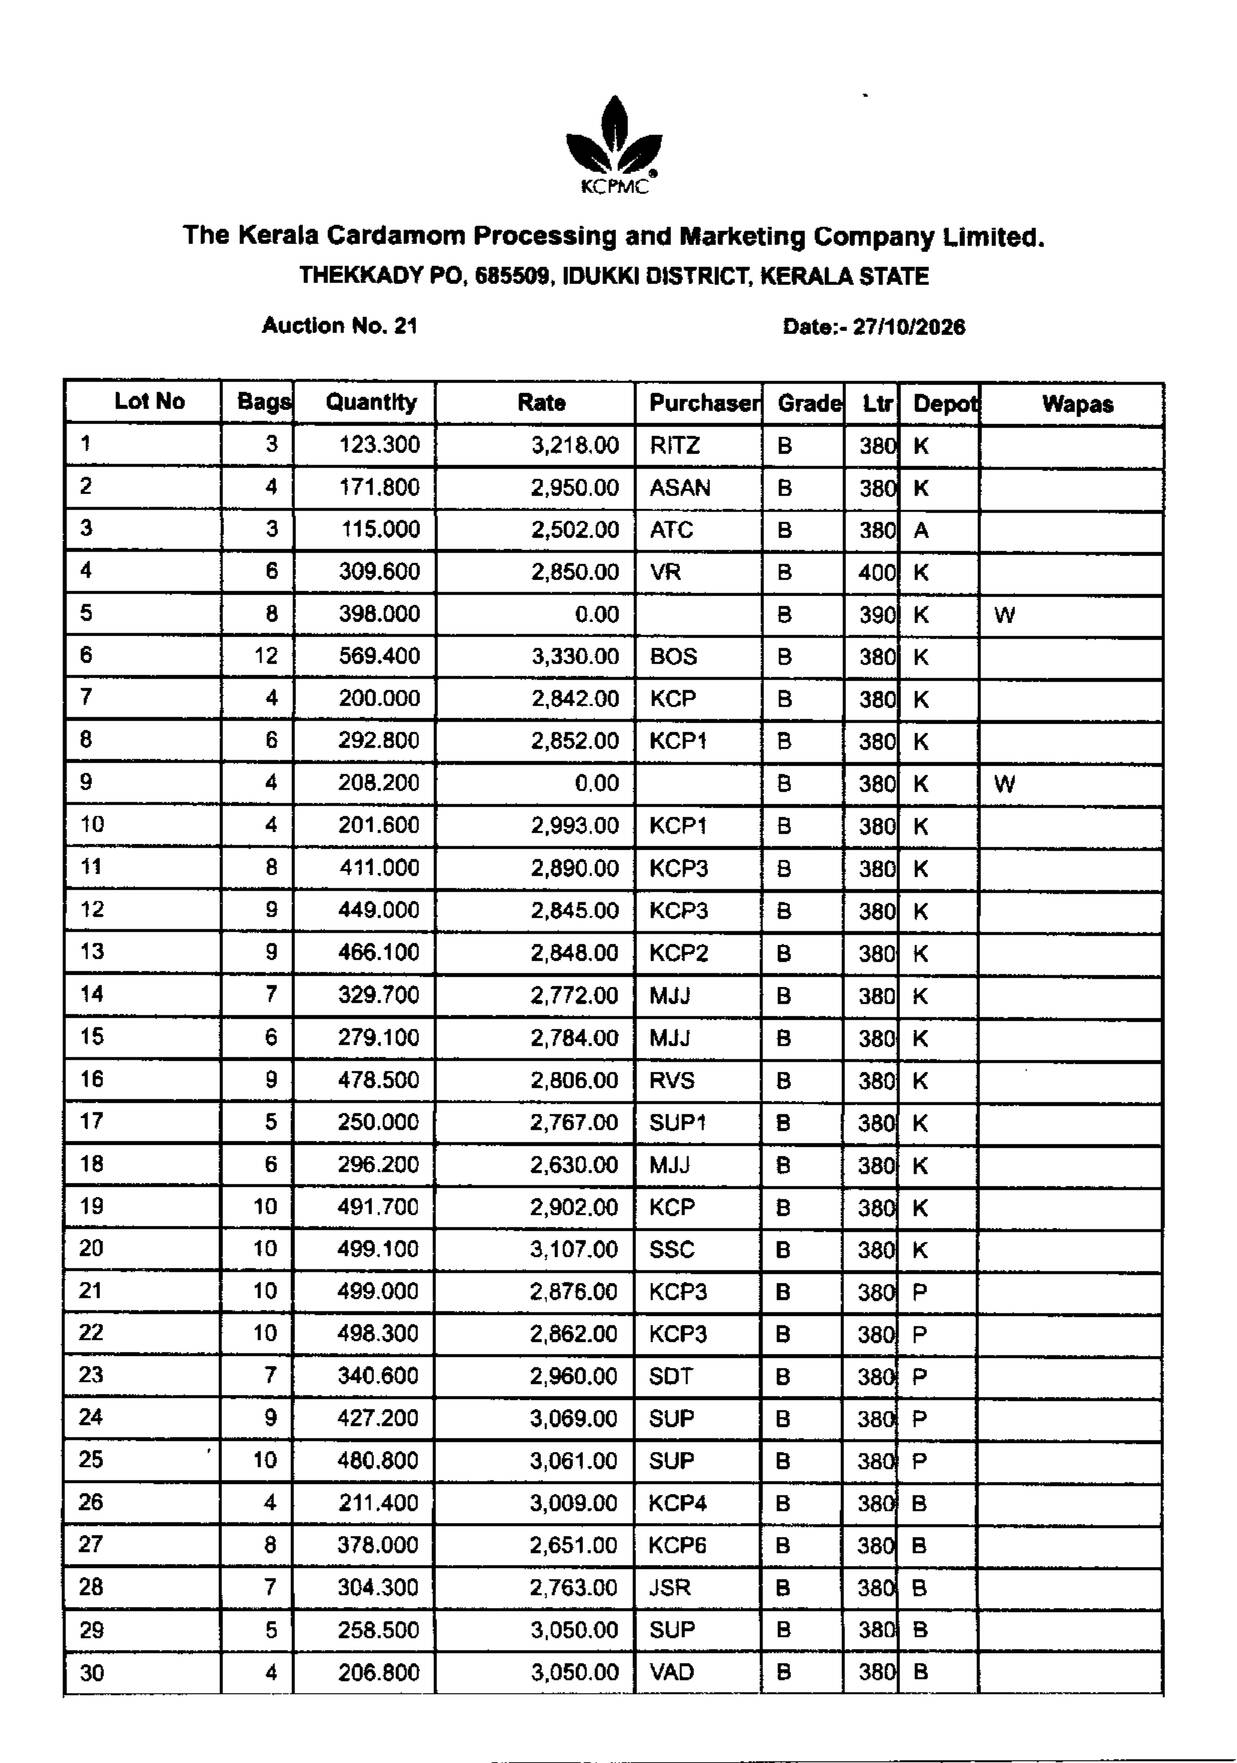 KCPMC
The Kerala Cardamom Processing and Marketing Company Limited.
THEKKADY PO, 685509, IDUKKI DISTRICT, KERALA STATE
Auction No. 21 Date:- 27/10/2026
Lot No Bags Quantity Rate Purchaser Grade Ltr Depot Wapas
1 3 123.300 3,218.00 RITZ B 380 K
2 4 171.800 2,950.00 ASAN B 380 K
3 3 115.000 2,502.00 ATC B 380 A
4 6 309.600 2,850.00 VR B 400 K
5 8 398.000 0.00 B 390 K W
6 12 569.400 3,330.00 BOS B 380 K
7 4 200.000 2,842.00 KCP B 380 K
8 6 292.800 2,852.00 KCP1 B 380 K
9 4 208.200 0.00 B 380 K W
10 4 201.600 2,993.00 KCP1 B 380 K
11 8 411.000 2,890.00 KCP3 B 380 K
12 9 449.000 2,845.00 KCP3 B 380 K
13 9 466.100 2,848.00 KCP2 B 380 K
14 7 329.700 2,772.00 MJJ B 380 K
15 6 279.100 2,784.00 MJJ B 380 K
16 9 478.500 2,806.00 RVS B 380 K
17 5 250.000 2,767.00 SUP1 B 380 K
18 6 296.200 2,630.00 MJJ B 380 K
19 10 491.700 2,902.00 KCP B 380 K
20 10 499.100 3,107.00 SSC B 380 K
21 10 499.000 2,876.00 KCP3 B 380 P
22 10 498.300 2,862.00 KCP3 B 380 P
23 7 340.600 2,960.00 SDT B 380 P
24 9 427.200 3,069.00 SUP B 380 P
25 10 480.800 3,061.00 SUP B 380 P
26 4 211.400 3,009.00 KCP4 B 380 B
27 8 378.000 2,651.00 KCP6 B 380 B
28 7 304.300 2,763.00 JSR B 380 B
29 5 258.500 3,050.00 SUP B 380 B
30 4 206.800 3,050.00 VAD B 380 B